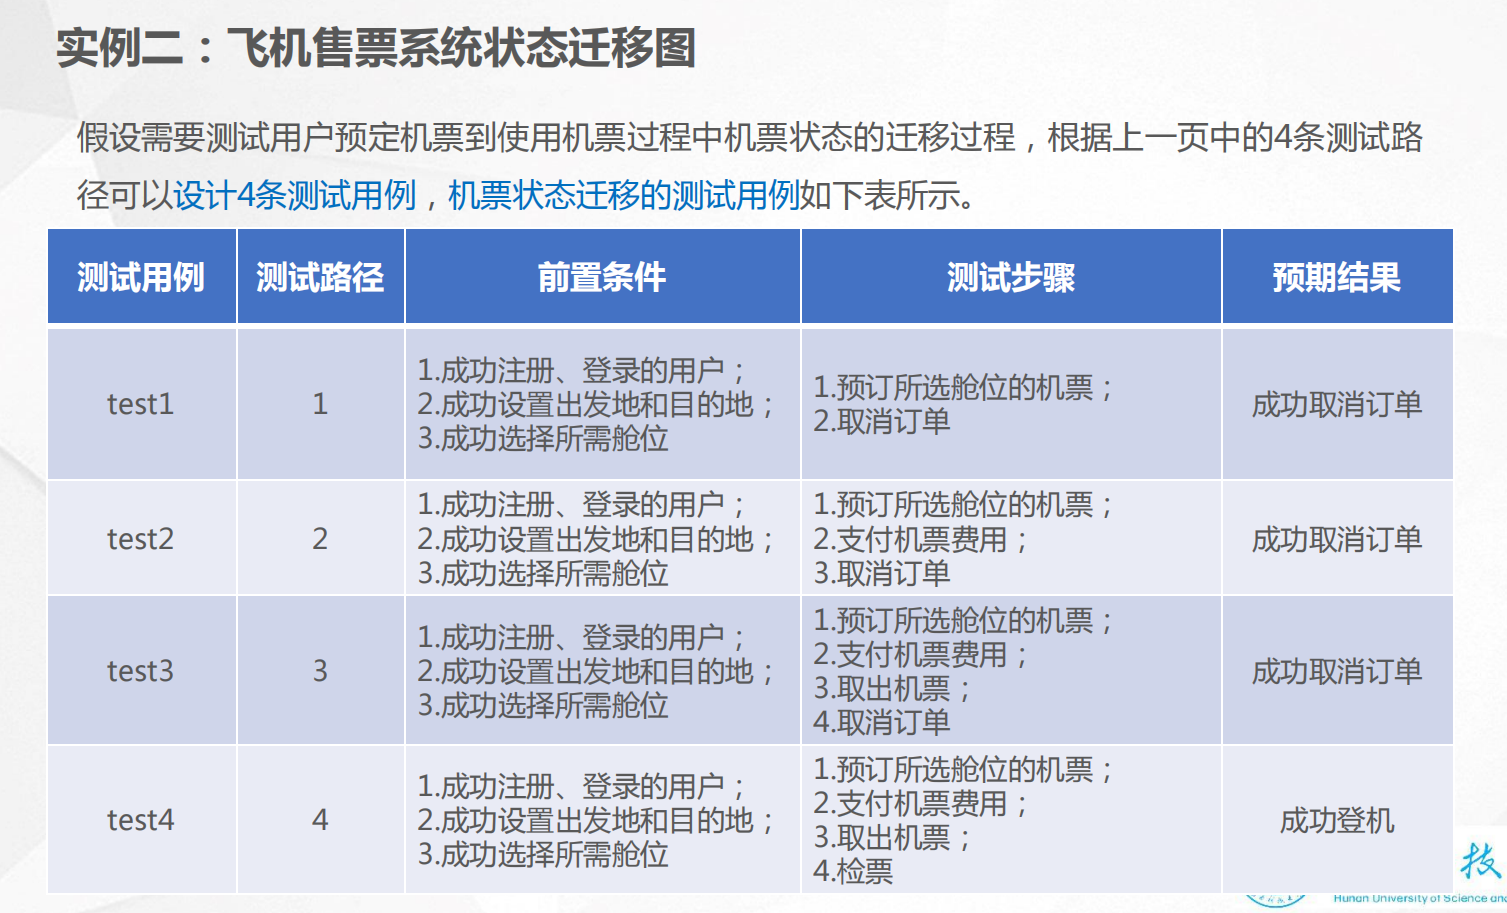 实例二：飞机售票系统状态迁移图
假设需要测试用户预定机票到使用机票过程中机票状态的迁移过程，根据上一页中的4条测试路
径可以设计4条测试用例，机票状态迁移的测试用例如下表所示。
测试用例 测试路径 前置条件 测试步骤 预期结果
test1
1
1.成功注册、登录的用户；
2.成功设置出发地和目的地；
3.成功选择所需舱位
1.预订所选舱位的机票；
2.取消订单
成功取消订单
test2
2
1.成功注册、登录的用户；
2.成功设置出发地和目的地；
3.成功选择所需舱位
1.预订所选舱位的机票；
2.支付机票费用；
3.取消订单
成功取消订单
test3
3
1.成功注册、登录的用户；
2.成功设置出发地和目的地；
3.成功选择所需舱位
1.预订所选舱位的机票；
2.支付机票费用；
3.取出机票；
4.取消订单
成功取消订单
test4
4
1.成功注册、登录的用户；
2.成功设置出发地和目的地；
3.成功选择所需舱位
1.预订所选舱位的机票；
2.支付机票费用；
3.取出机票；
4.检票
成功登机
技
Hunan University of Science an